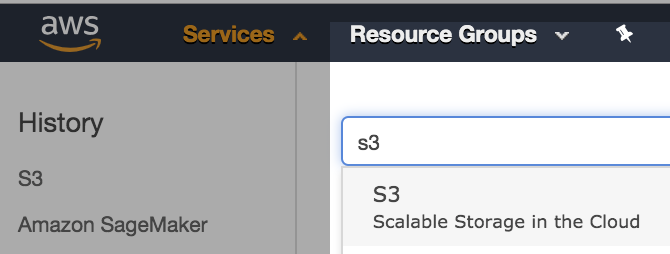 aws
Services
Resource Groups
History
S3
Amazon SageMaker
s3
S3
Scalable Storage in the Cloud